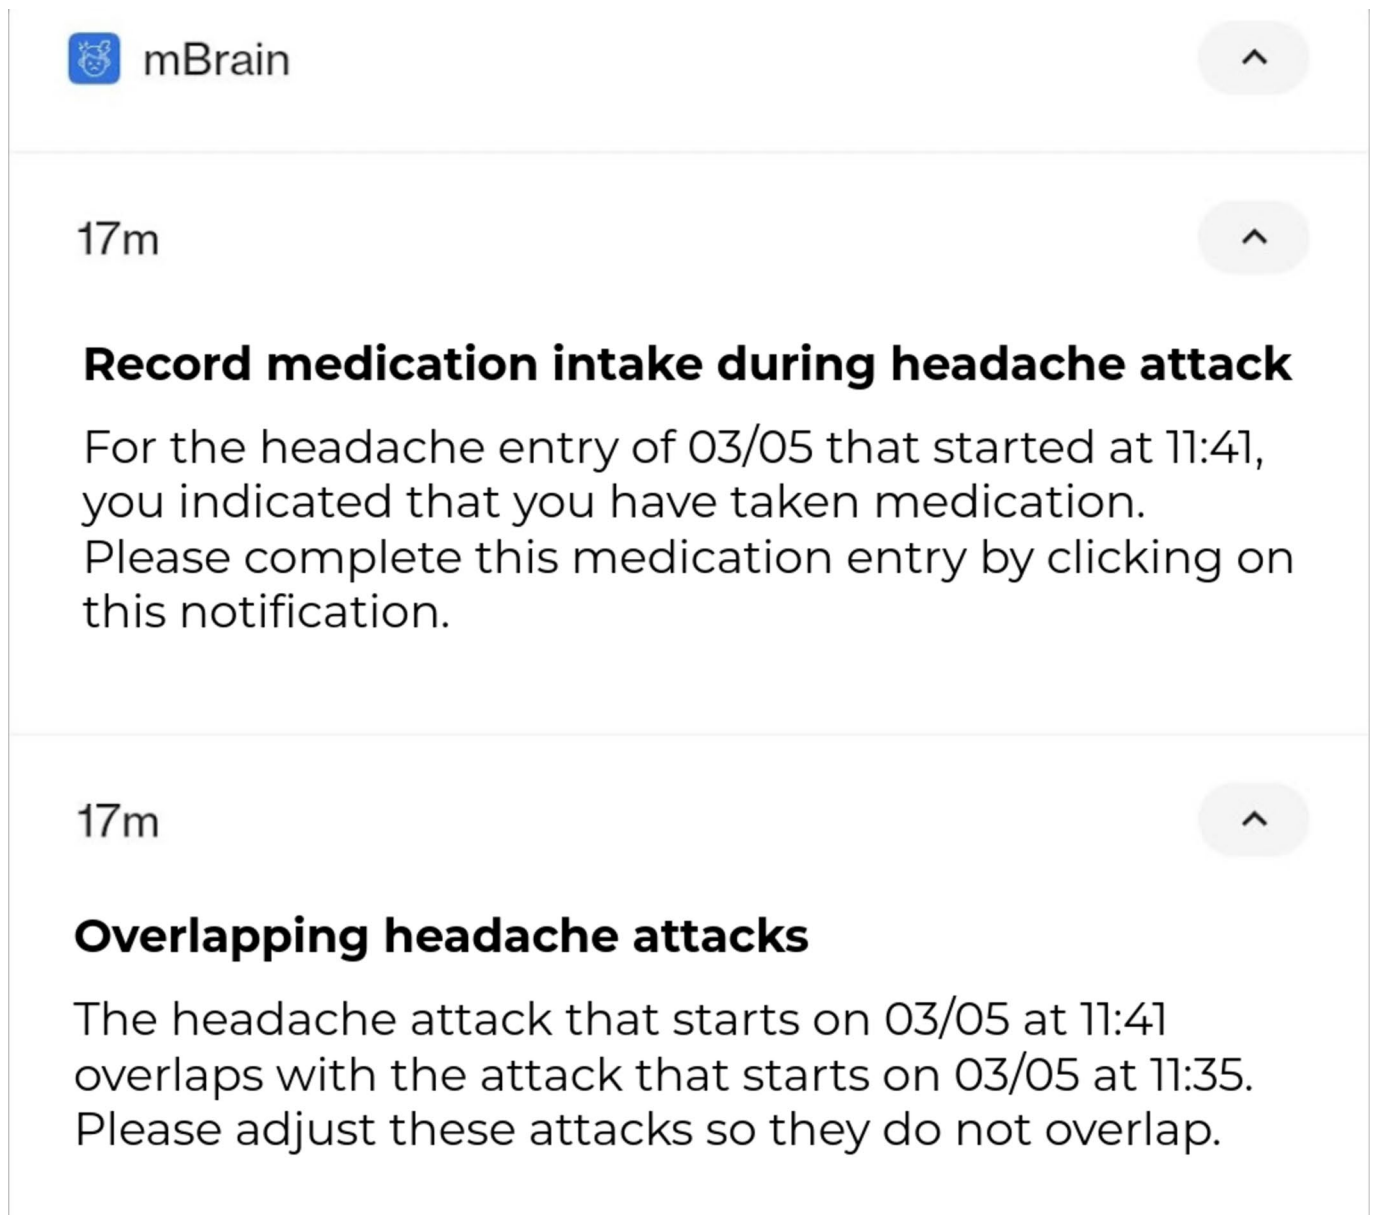 mBrain
17m
Record medication intake during headache attack
For the headache entry of 03/05 that started at 11:41,
you indicated that you have taken medication.
Please complete this medication entry by clicking on
this notification.
17m
Overlapping headache attacks
The headache attack that starts on 03/05 at 11:41
overlaps with the attack that starts on 03/05 at 11:35.
Please adjust these attacks so they do not overlap.